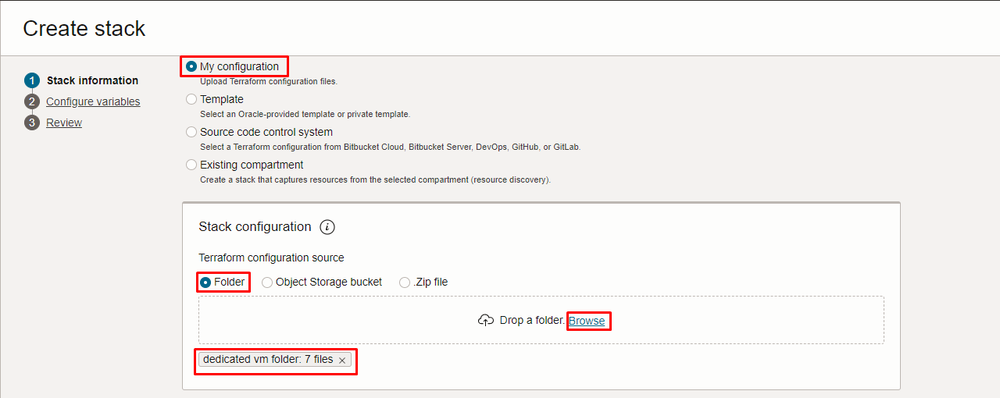 Create stack
1 Stack information
2 Configure variables
3 Review
My configuration
Upload Terraform configuration files.
Template
Select an Oracle-provided template or private template.
Source code control system
Select a Terraform configuration from Bitbucket Cloud, Bitbucket Server, DevOps, GitHub, or GitLab.
Existing compartment
Create a stack that captures resources from the selected compartment (resource discovery).
Stack configuration i
Terraform configuration source
Folder Object Storage bucket .Zip file
Drop a folder. Browse
dedicated vm folder: 7 files ×